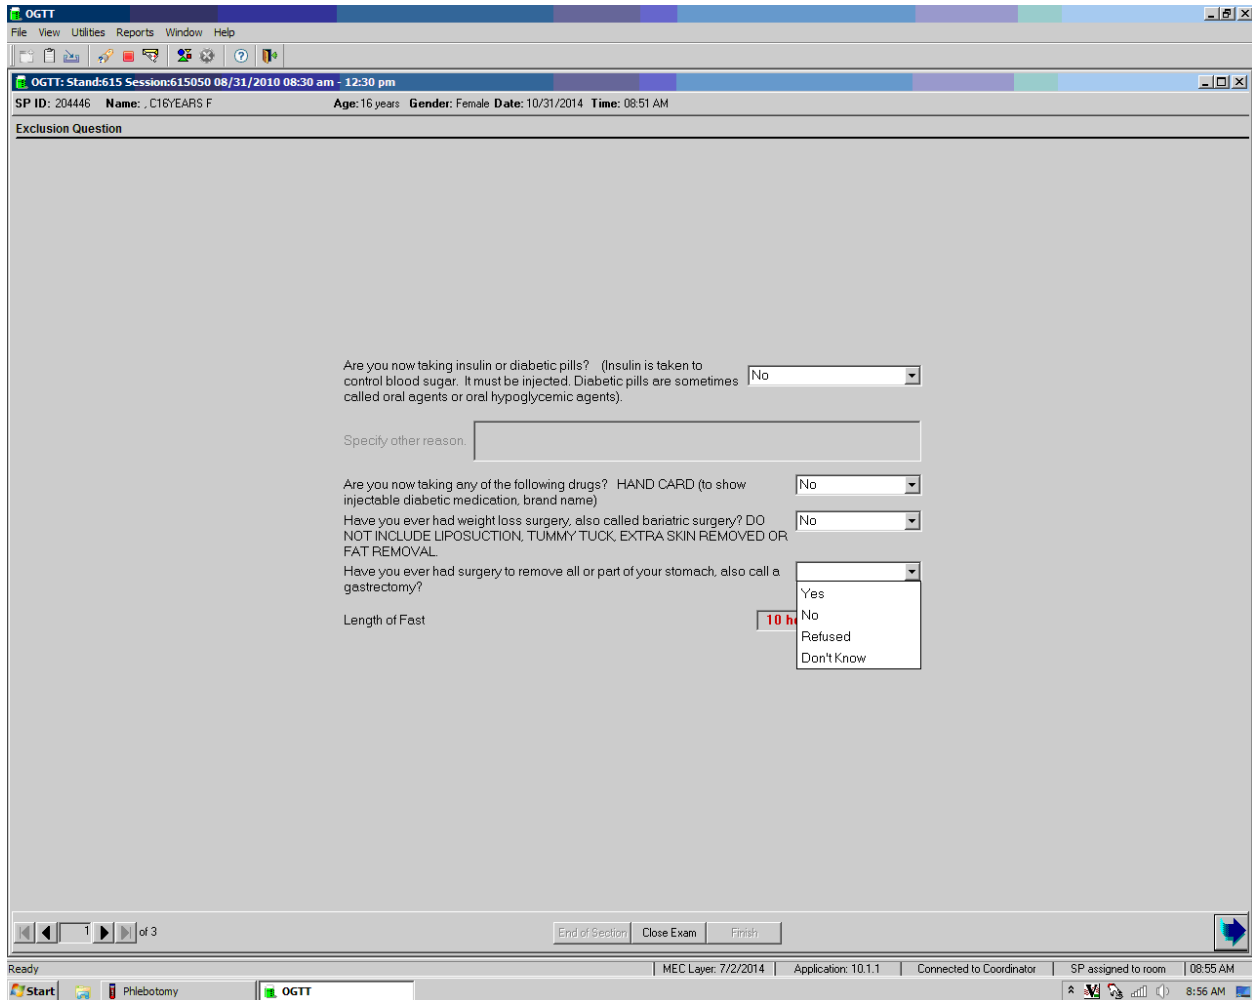 OGTT
File View Utilities Reports Window Help
OGTT: Stand:615 Session:615050 08/31/2010 08:30 am - 12:30 pm
SP ID: 204446 Name: , C16YEARS F Age: 16 years Gender: Female Date: 10/31/2014 Time: 08:51 AM
Exclusion Question
Are you now taking insulin or diabetic pills? (Insulin is taken to
control blood sugar. It must be injected. Diabetic pills are sometimes
called oral agents or oral hypoglycemic agents).
No
Specify other reason.
Are you now taking any of the following drugs? HAND CARD (to show
injectable diabetic medication, brand name)
No
Have you ever had weight loss surgery, also called bariatric surgery? DO
NOT INCLUDE LIPOSUCTION, TUMMY TUCK, EXTRA SKIN REMOVED OR
FAT REMOVAL.
No
Have you ever had surgery to remove all or part of your stomach, also call a
gastrectomy?
Yes
No
Refused
Don't Know
Length of Fast
10
1 of 3
End of Section Close Exam Finish
Ready MEC Layer: 7/2/2014 Application: 10.1.1 Connected to Coordinator SP assigned to room 08:55 AM
Start Phlebotomy OGTT 8:56 AM